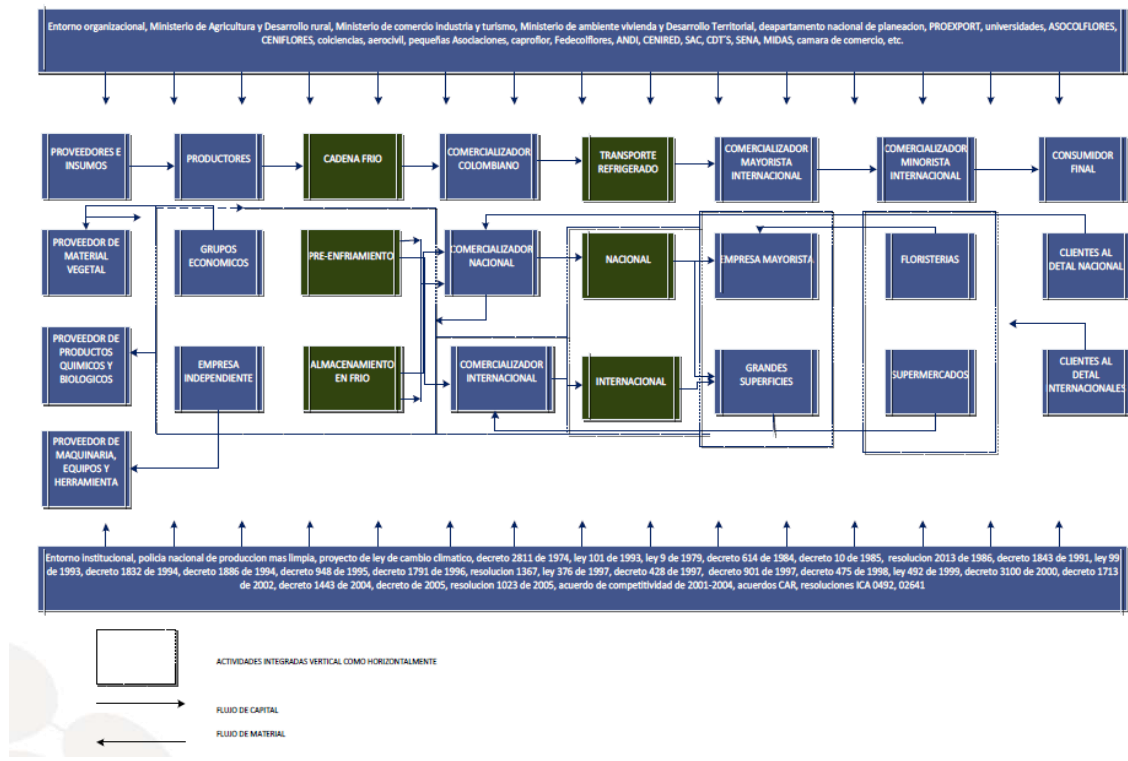 Entorno organizacional, Ministerio de Agricultura y Desarrollo rural, Ministerio de comercio industria y turismo, Ministerio de ambiente vivienda y Desarrollo Territorial, deapartamento nacional de planeacion, PROEXPORT, universidades, ASOCOLFLORES,
CENIFLORES, colciencias, aerocivil, pequeñas Asociaciones, caproflor, Fedecolflores, ANDI, CENIRED, SAC, CDT´S, SENA, MIDAS, camara de comercio, etc.
PROVEEDORES E
INSUMOS
PRODUCTORES
CADENA FRIO
COMERCIALIZADOR
COLOMBIANO
TRANSPORTE
REFRIGERADO
COMERCIALIZADOR
MAYORISTA
INTERNACIONAL
COMERCIALIZADOR
MINORISTA
INTERNACIONAL
CONSUMIDOR
FINAL
PROVEEDOR DE
MATERIAL
VEGETAL
GRUPOS
ECONOMICOS
PRE-ENFRIAMIENTO
COMERCIALIZADOR
NACIONAL
NACIONAL
EMPRESA MAYORISTA
FLORISTERIAS
CLIENTES AL
DETAL NACIONAL
PROVEEDOR DE
PRODUCTOS
QUIMICOS Y
BIOLOGICOS
EMPRESA
INDEPENDIENTE
ALMACENAMIENTO
EN FRIO
COMERCIALIZADOR
INTERNACIONAL
INTERNACIONAL
GRANDES
SUPERFICIES
SUPERMERCADOS
CLIENTES AL
DETAL
INTERNACIONALES
PROVEEDOR DE
MAQUINARIA,
EQUIPOS Y
HERRAMIENTA
Entorno institucional, policia nacional de produccion mas limpia, proyecto de ley de cambio climatico, decreto 2811 de 1974, ley 101 de 1993, ley 9 de 1979, decreto 614 de 1984, decreto 10 de 1985, resolucion 2013 de 1986, decreto 1843 de 1991, ley 99
de 1993, decreto 1832 de 1994, decreto 1886 de 1994, decreto 948 de 1995, decreto 1791 de 1996, resolucion 1367, ley 376 de 1997, decreto 428 de 1997, decreto 901 de 1997, decreto 475 de 1998, ley 492 de 1999, decreto 3100 de 2000, decreto 1713
de 2002, decreto 1443 de 2004, decreto de 2005, resolucion 1023 de 2005, acuerdo de competitividad de 2001-2004, acuerdos CAR, resoluciones ICA 0492, 02641
ACTIVIDADES INTEGRADAS VERTICAL COMO HORIZONTALMENTE
FLUJO DE CAPITAL
FLUJO DE MATERIAL